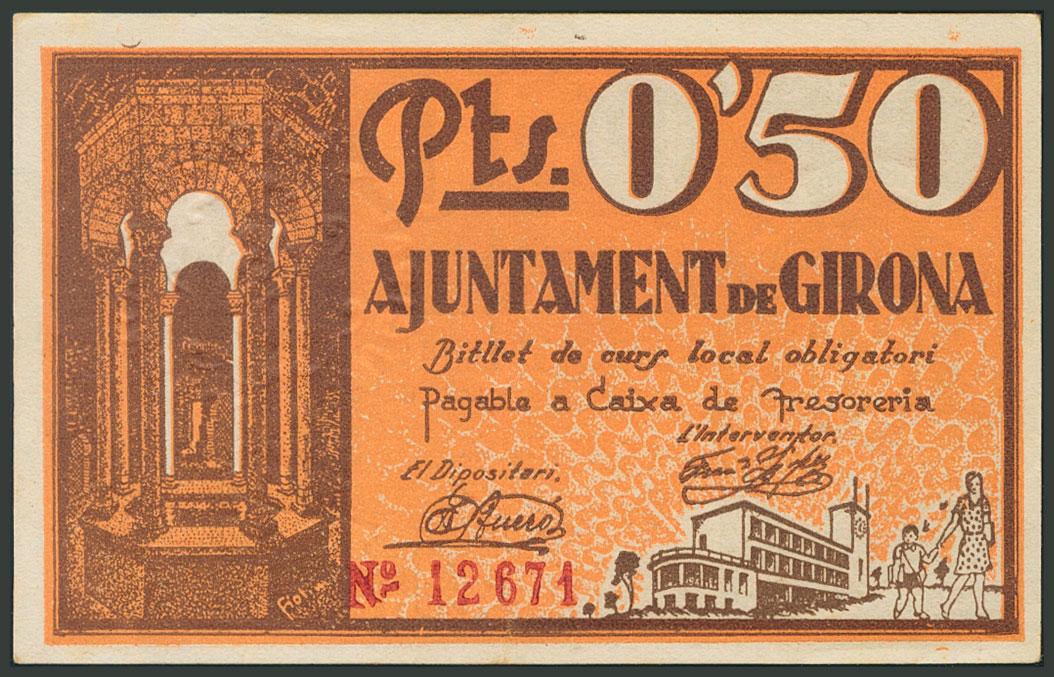 Pts. 0'50
AJUNTAMENT DE GIRONA
Bitllet de curs local obligatori
Pagable a Caixa de Tresoreria
L'Interventor.
El Dipositari.
Nº 12671